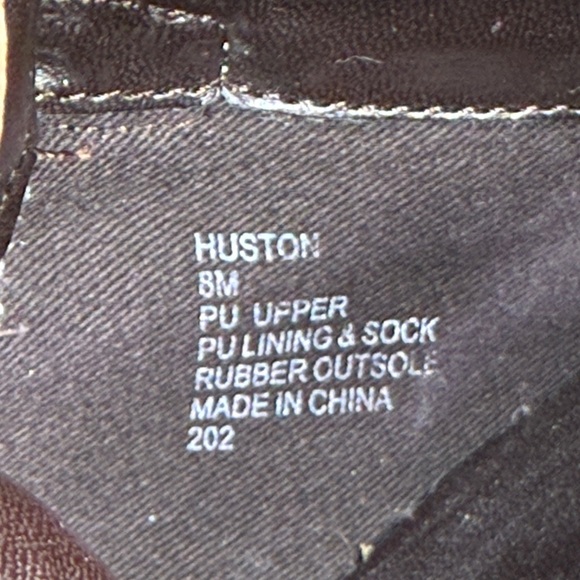 HUSTON
8M
PU UPPER
PU LINING & SOCK
RUBBER OUTSOLE
MADE IN CHINA
202